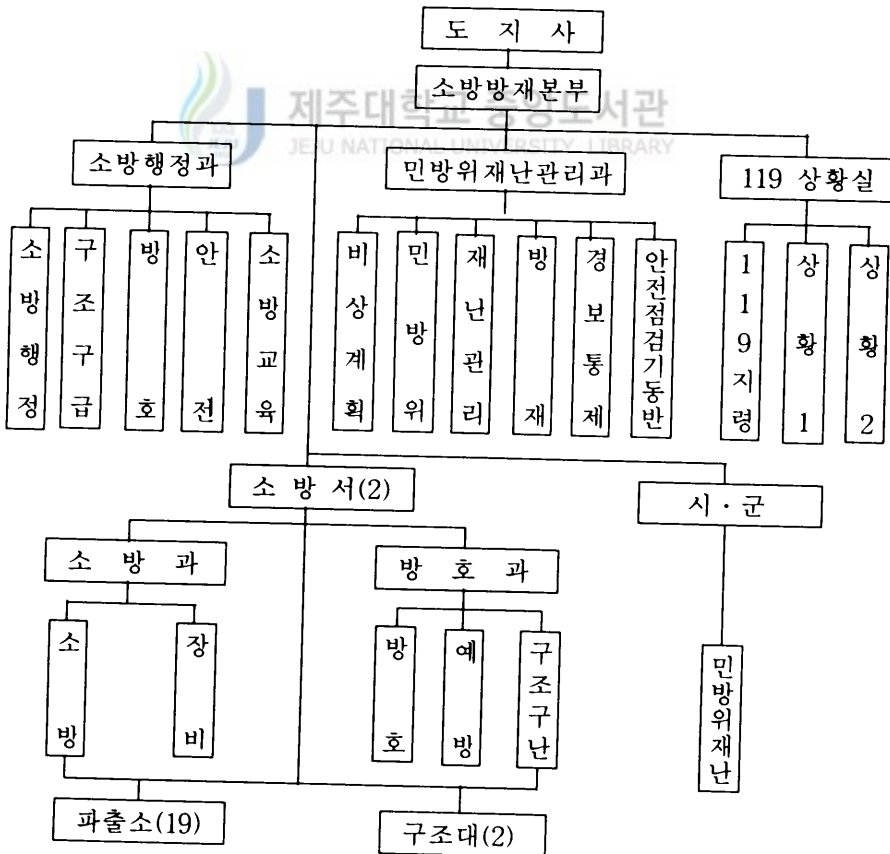 도 지 사
소방방재본부
제주대학교 중앙도서관
JEJU NATIONAL UNIVERSITY LIBRARY
소방행정과
민방위재난관리과
119 상황실
소방행정
구조구급
방호
안전
소방교육
비상계획
민방위
재난관리
방재
경보통제
안전점검기동반
119지령
상황1
상황2
소 방 서(2)
시·군
소 방 과
방 호 과
소방
장비
방호
예방
구조구난
민방위재난
파출소(19)
구조대(2)